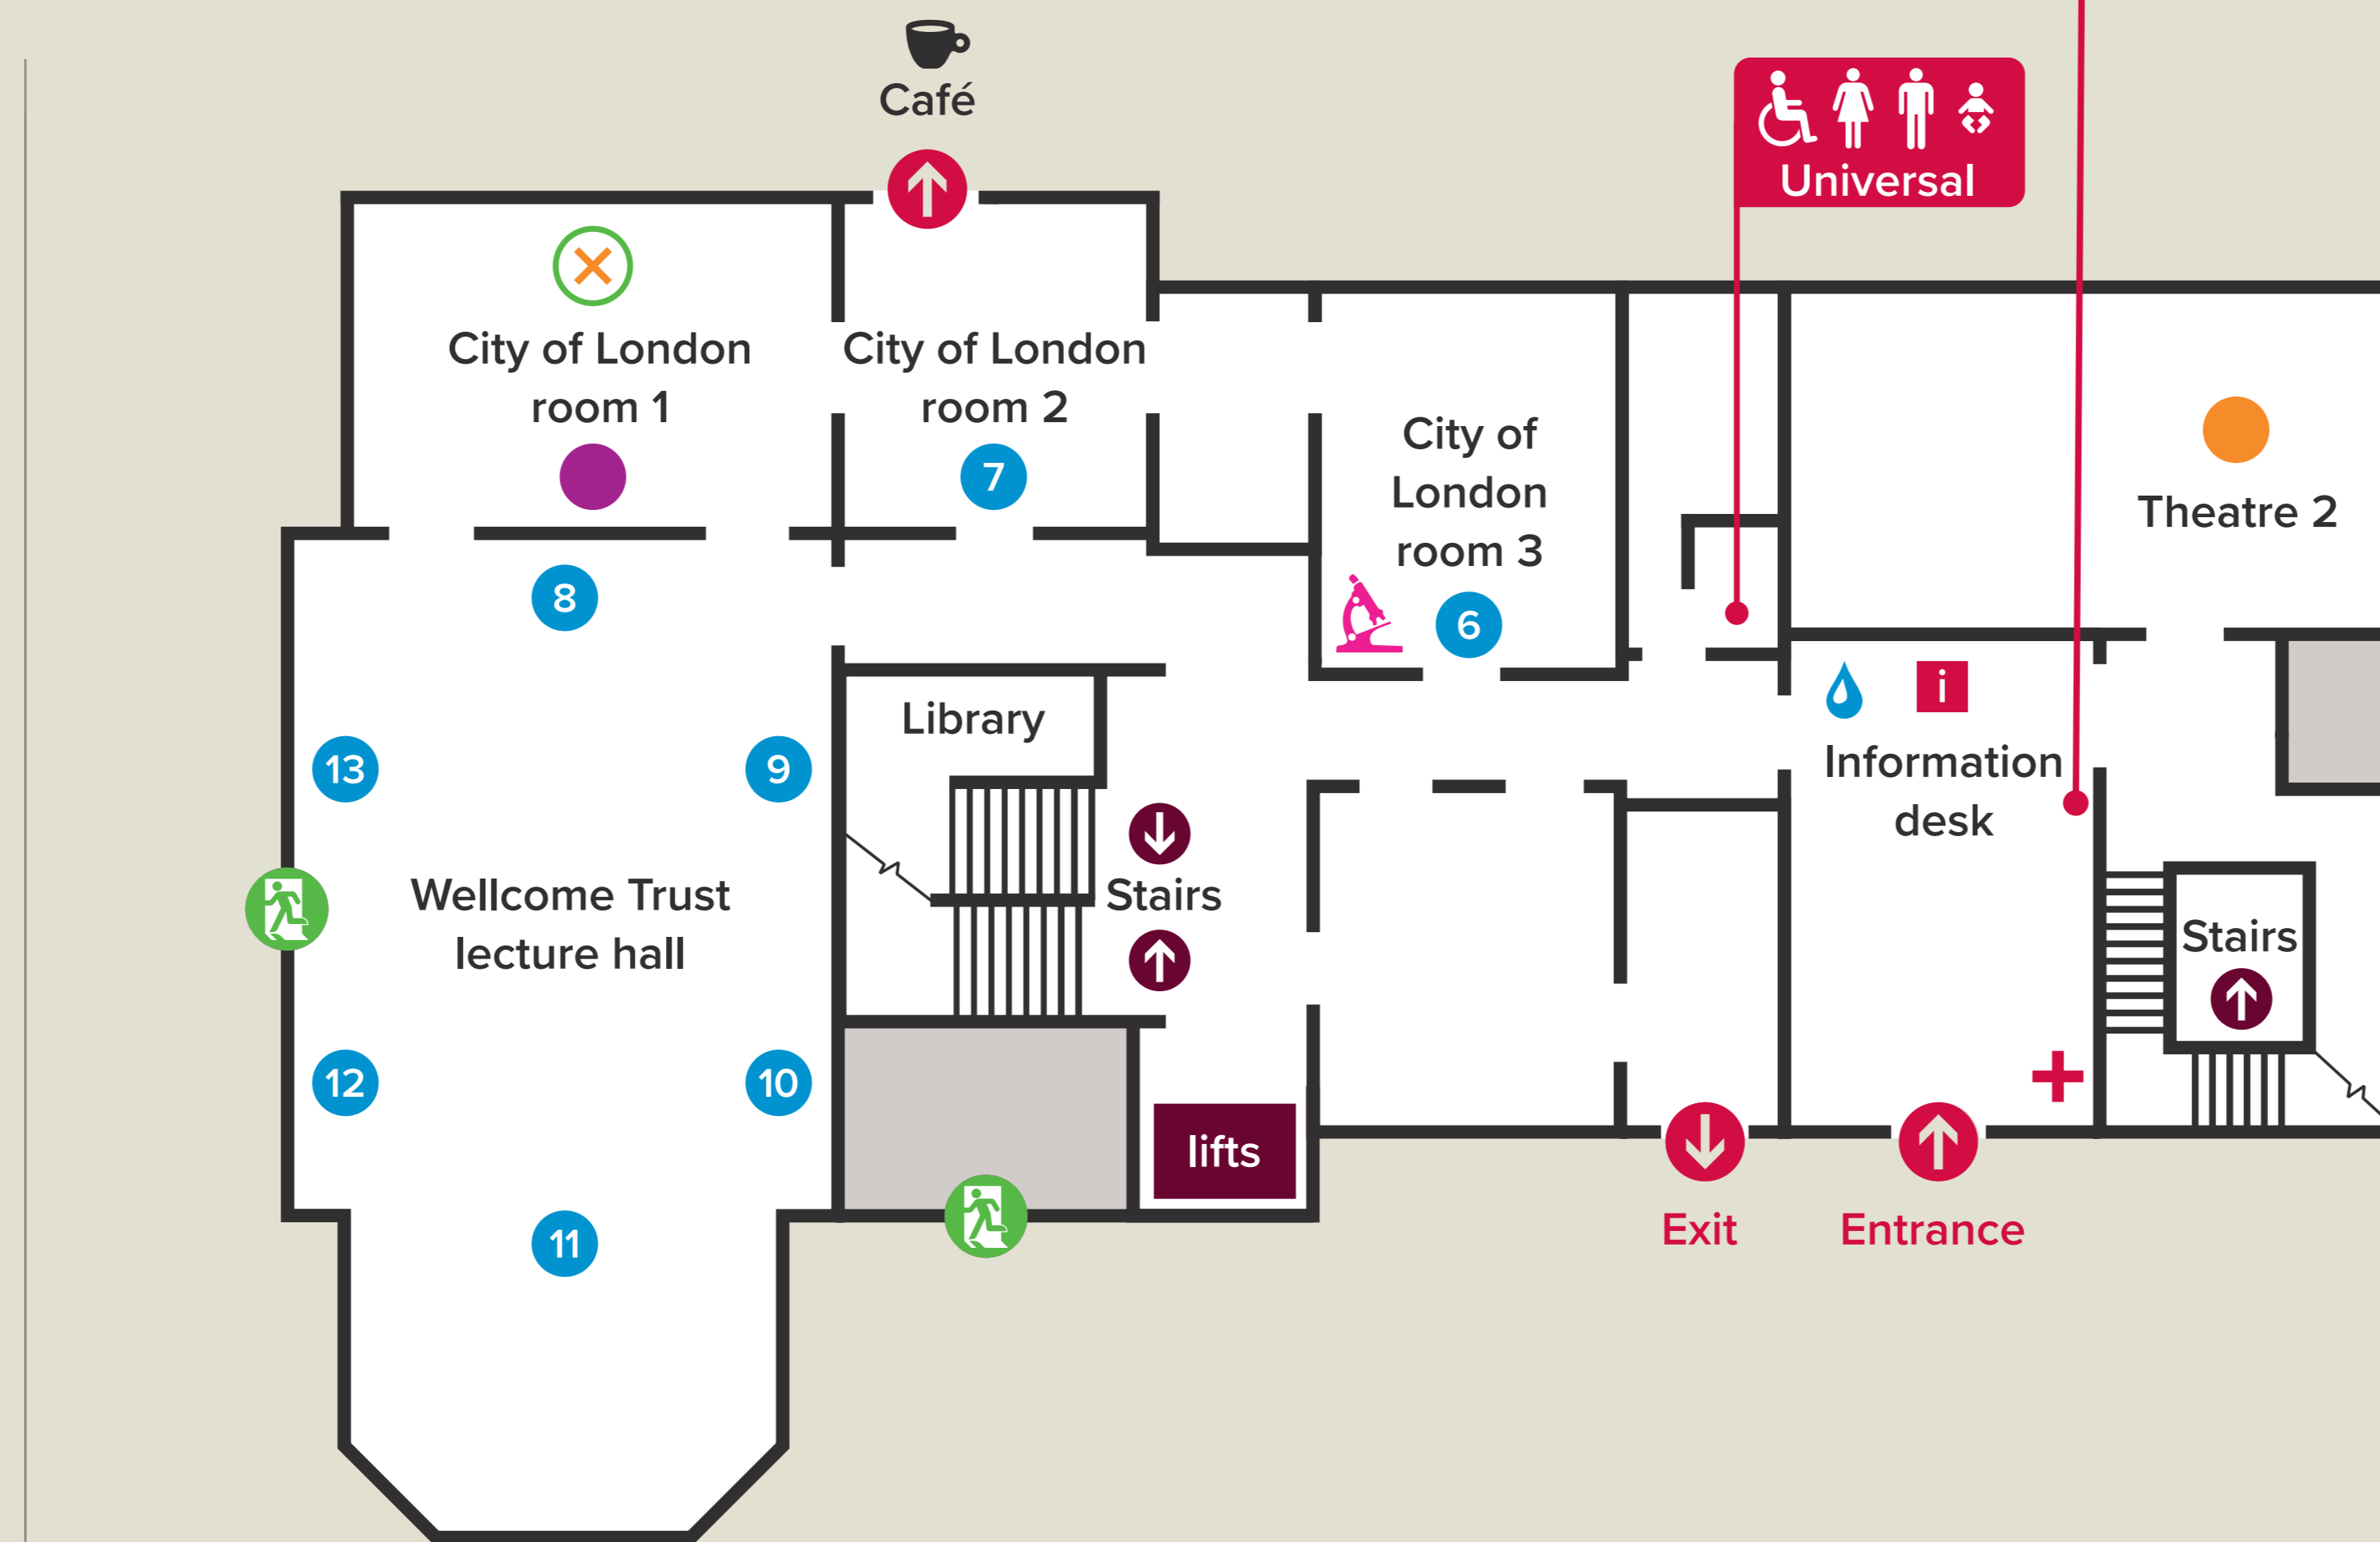 Café
Universal
City of London
room 1
City of London
room 2
7
City of
London
room 3
6
Theatre 2
8
Library
i
Information
desk
13
9
Wellcome Trust
lecture hall
Stairs
Stairs
12
10
lifts
11
Exit
Entrance